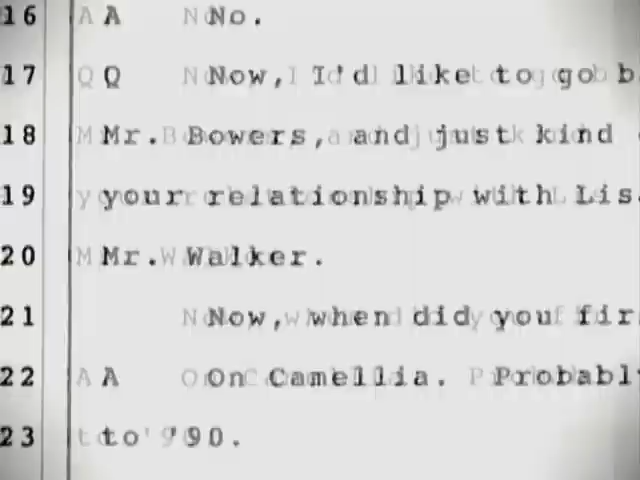 16 A No.
17 Q Now, I'd like to go b
18 Mr. Bowers, and just kind
19 your relationship with Lis
20 Mr. Walker.
21 Now, when did you fir
22 A On Camellia. Probabl
23 to '90.